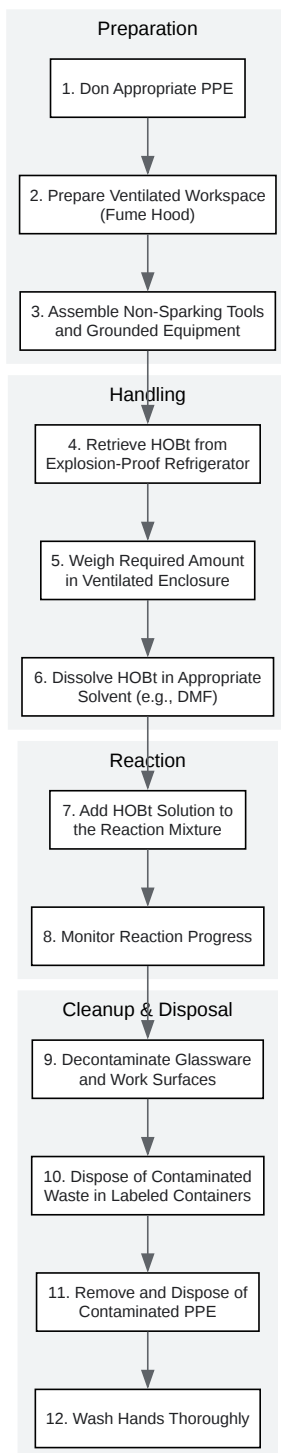 Preparation
1. Don Appropriate PPE
2. Prepare Ventilated Workspace
(Fume Hood)
3. Assemble Non-Sparking Tools
and Grounded Equipment
Handling
4. Retrieve HOBt from
Explosion-Proof Refrigerator
5. Weigh Required Amount
in Ventilated Enclosure
6. Dissolve HOBt in Appropriate
Solvent (e.g., DMF)
Reaction
7. Add HOBt Solution to
the Reaction Mixture
8. Monitor Reaction Progress
Cleanup & Disposal
9. Decontaminate Glassware
and Work Surfaces
10. Dispose of Contaminated
Waste in Labeled Containers
11. Remove and Dispose of
Contaminated PPE
12. Wash Hands Thoroughly